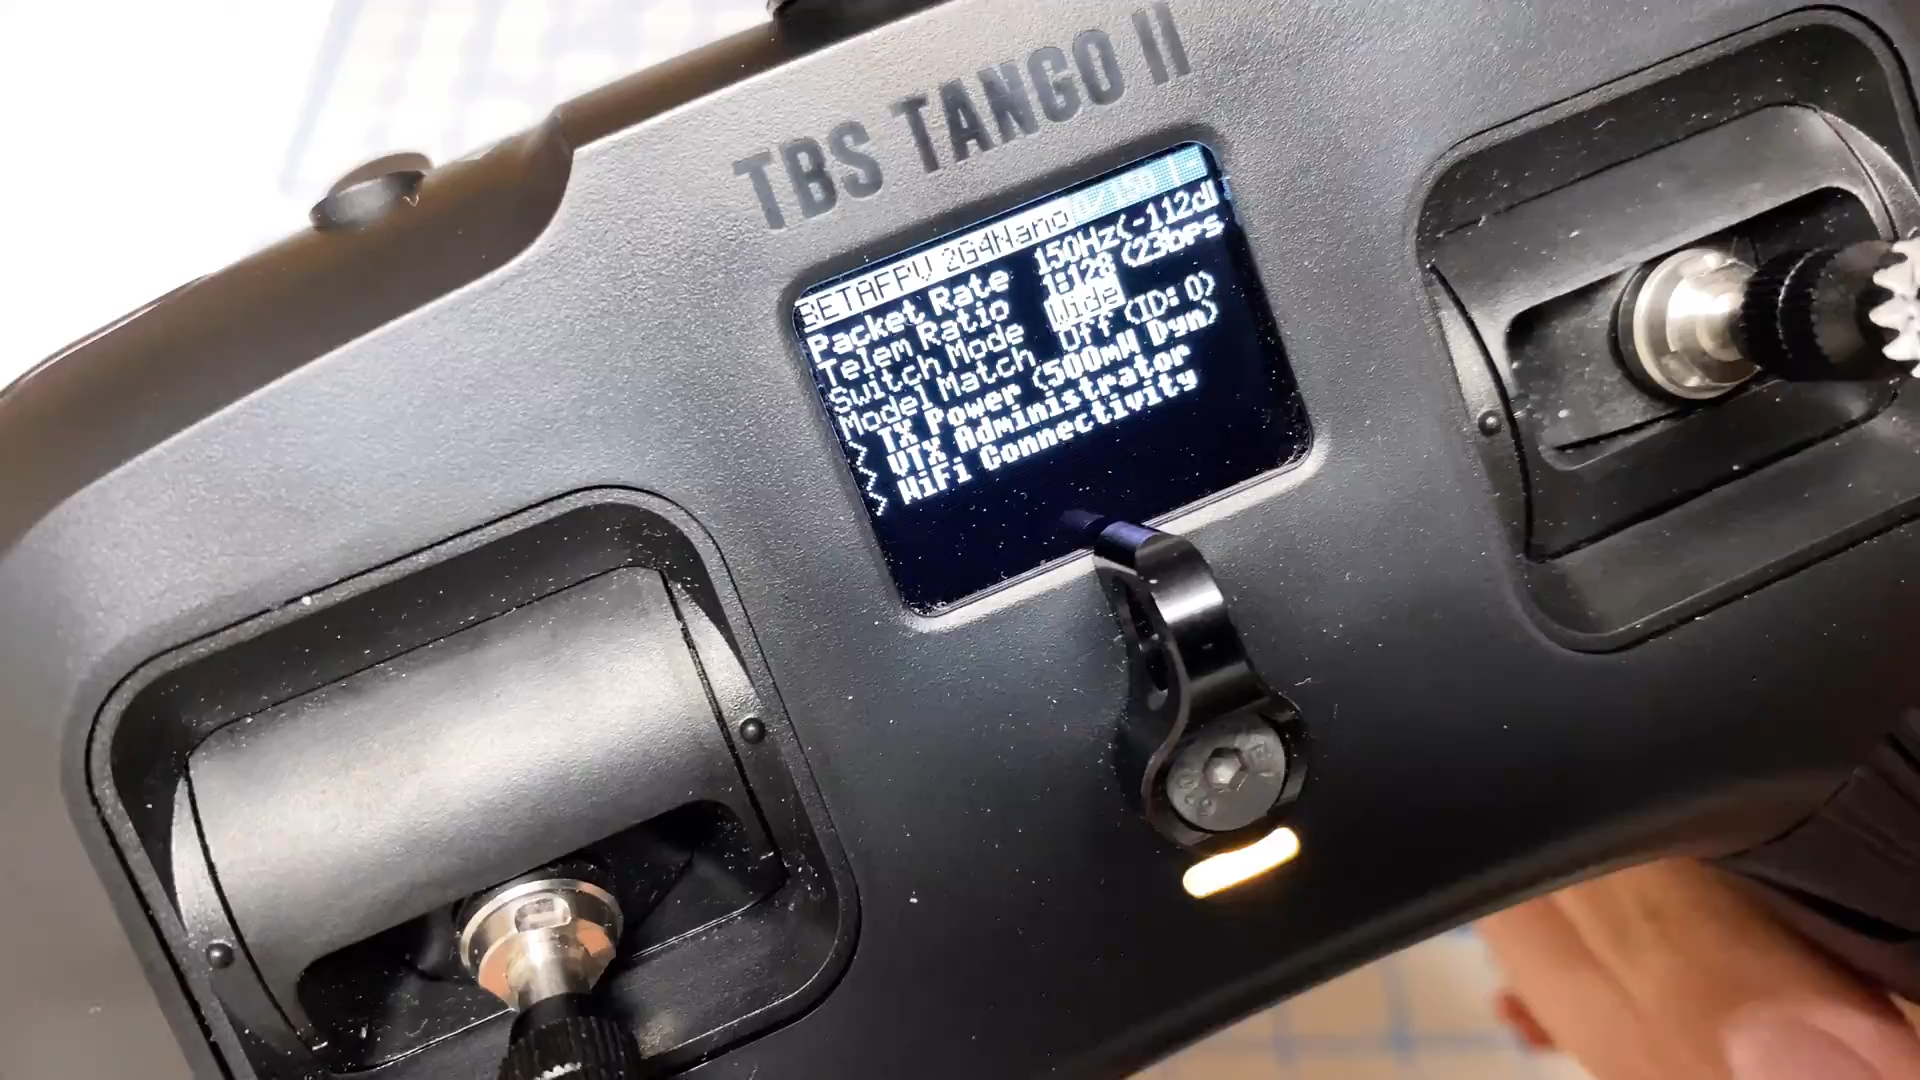 TBS TANGO II
BETAFPV 2G4Nano
Packet Rate 150Hz(-112d
Telem Ratio 1:128 (23bps
Switch Mode Wide
Model Match Off (ID: 0)
> TX Power (500mW Dyn)
> VTX Administrator
> WiFi Connectivity